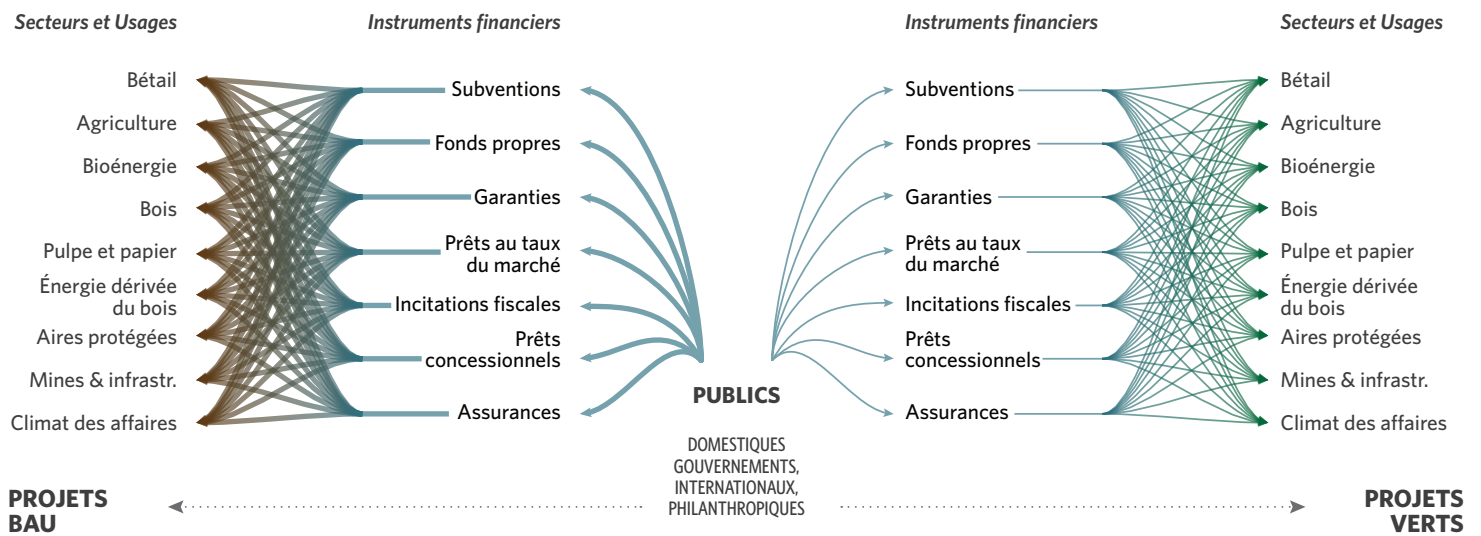 Secteurs et Usages
Instruments financiers
Bétail
Agriculture
Bioénergie
Bois
Pulpe et papier
Énergie dérivée
du bois
Aires protégées
Mines & infrastr.
Climat des affaires
Subventions
Fonds propres
Garanties
Prêts au taux
du marché
Incitations fiscales
Prêts
concessionnels
Assurances
PUBLICS
DOMESTIQUES
GOUVERNEMENTS,
INTERNATIONAUX,
PHILANTHROPIQUES
Instruments financiers
Secteurs et Usages
Subventions
Fonds propres
Garanties
Prêts au taux
du marché
Incitations fiscales
Prêts
concessionnels
Assurances
Bétail
Agriculture
Bioénergie
Bois
Pulpe et papier
Énergie dérivée
du bois
Aires protégées
Mines & infrastr.
Climat des affaires
PROJETS
BAU
PROJETS
VERTS